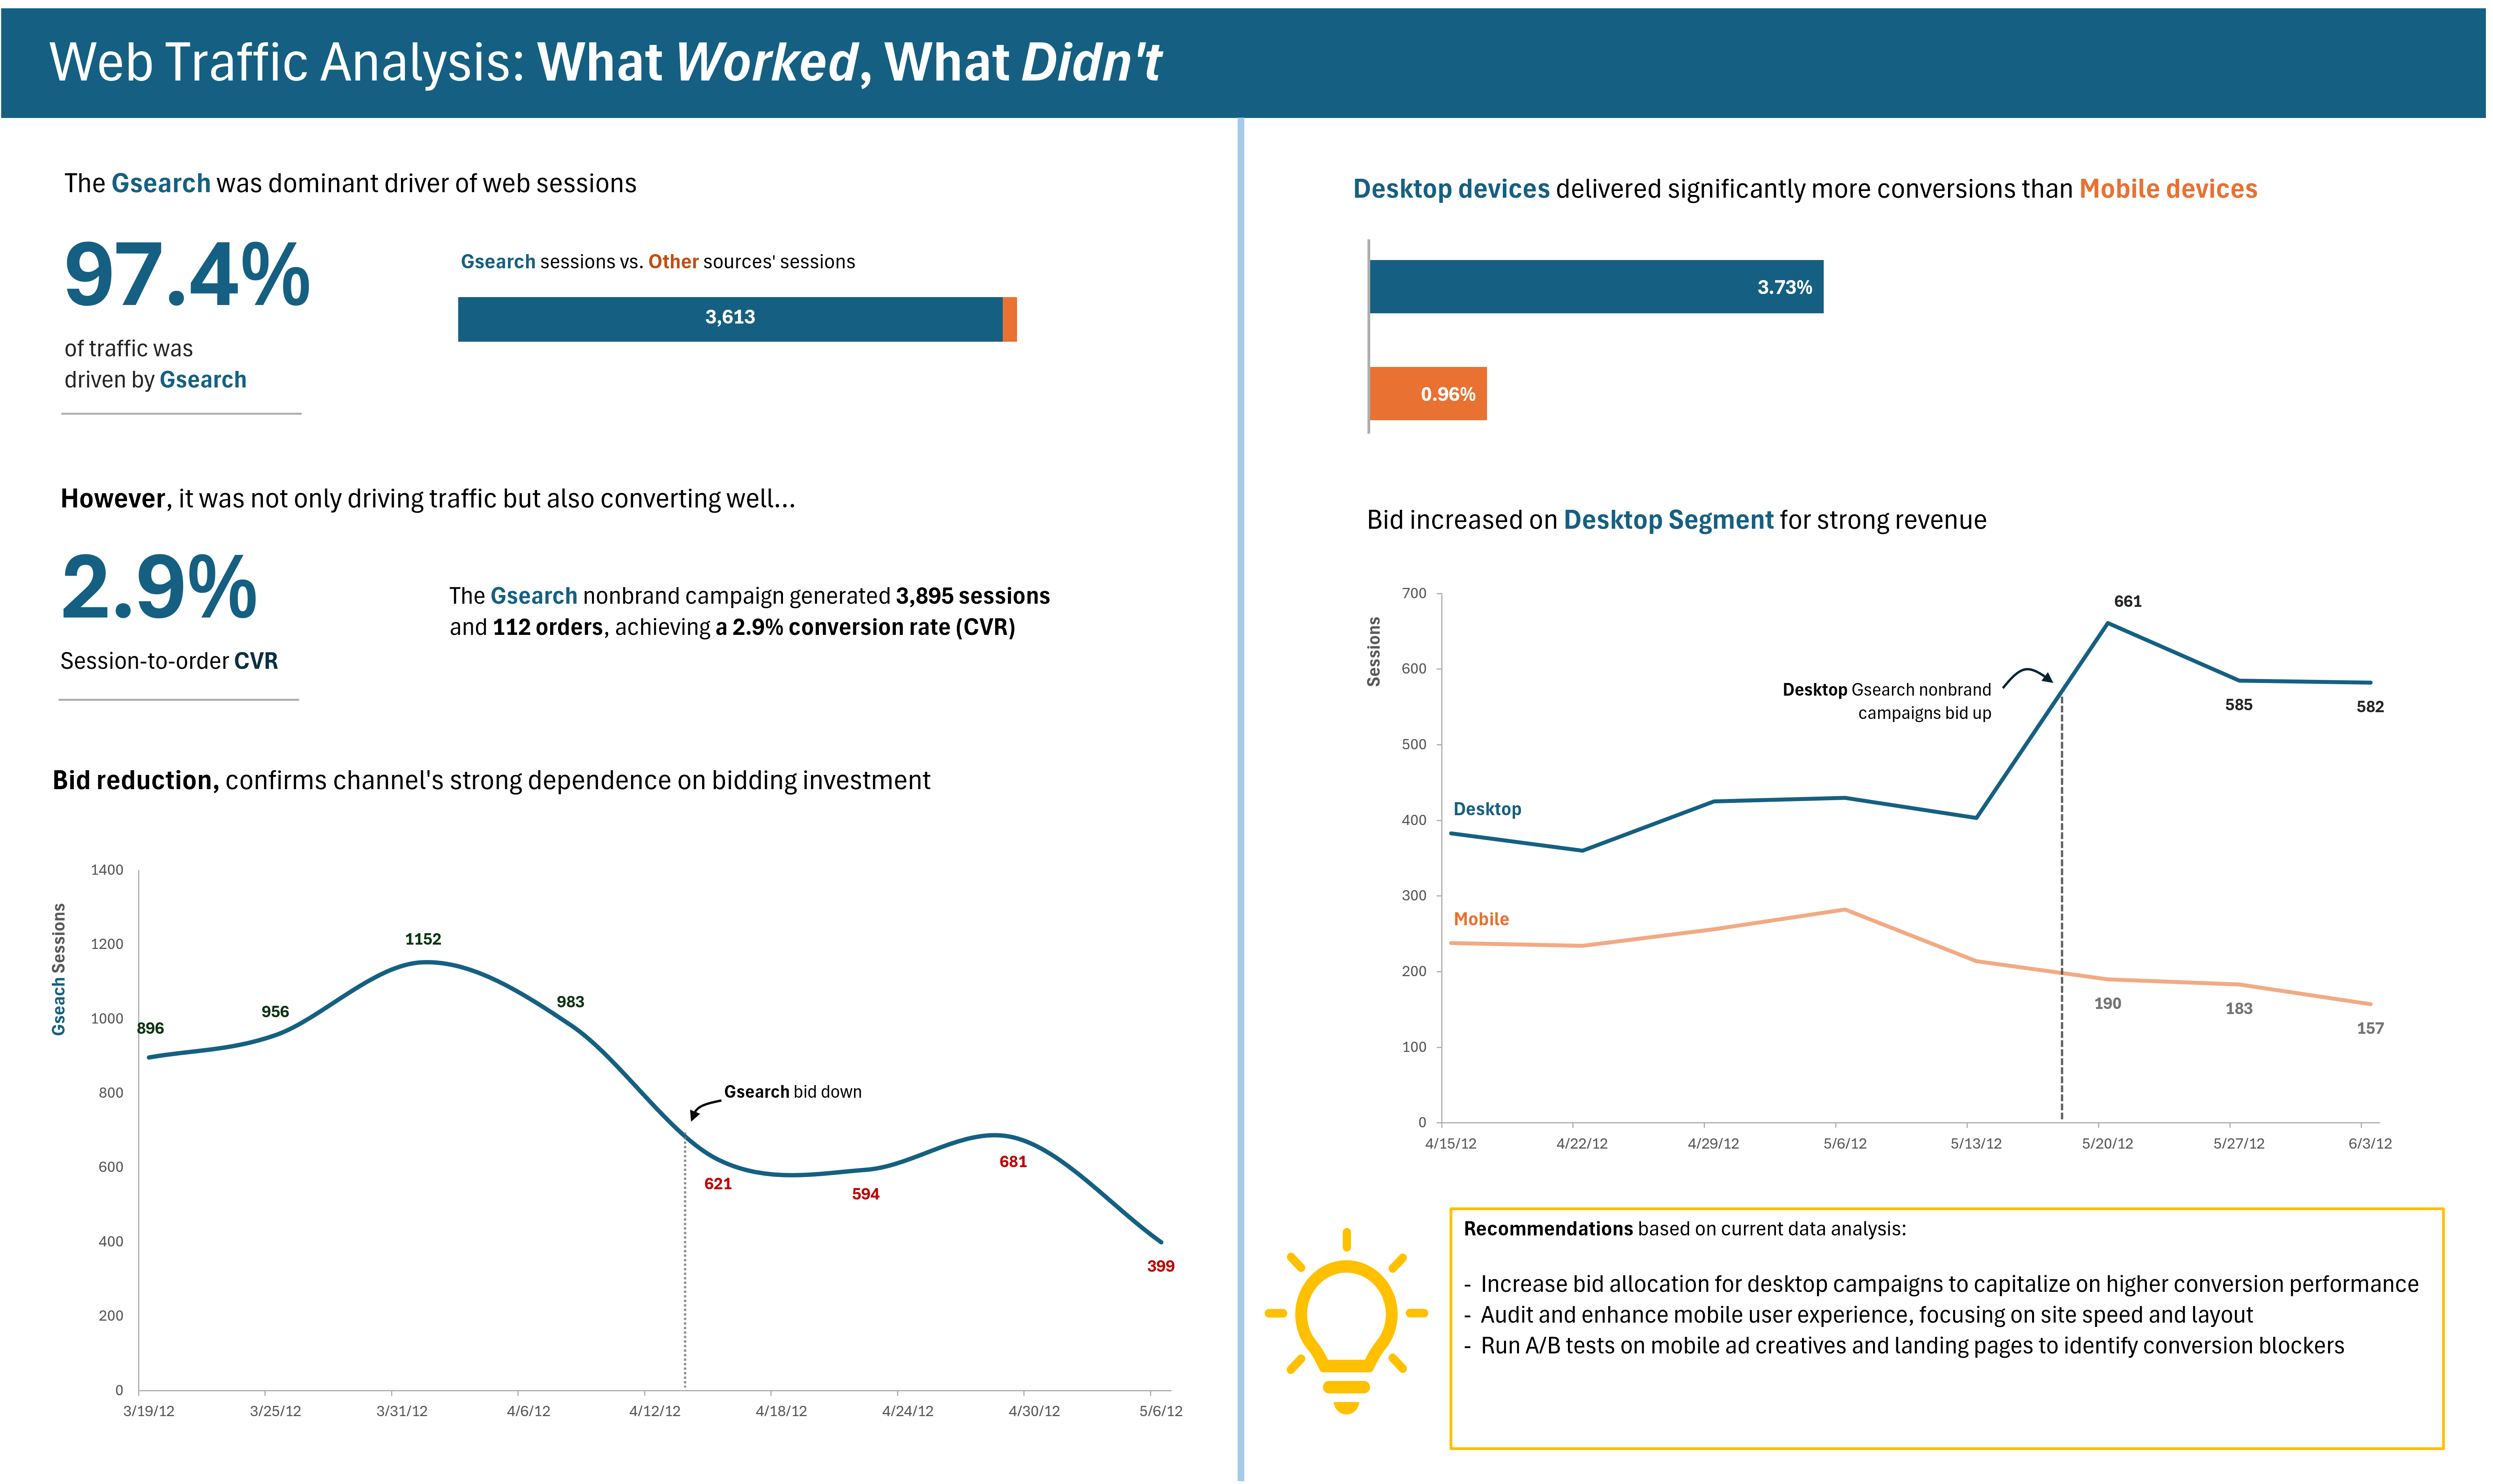 Web Traffic Analysis: What Worked, What Didn't
The Gsearch was dominant driver of web sessions
97.4%
of traffic was
driven by Gsearch
Gsearch sessions vs. Other sources' sessions
3,613
However, it was not only driving traffic but also converting well...
2.9%
Session-to-order CVR
The Gsearch nonbrand campaign generated 3,895 sessions
and 112 orders, achieving a 2.9% conversion rate (CVR)
Bid reduction, confirms channel's strong dependence on bidding investment
Gseach Sessions
1400
1200
1000
800
600
400
200
0
896
956
1152
983
Gsearch bid down
621
594
681
399
3/19/12
3/25/12
3/31/12
4/6/12
4/12/12
4/18/12
4/24/12
4/30/12
5/6/12
Desktop devices delivered significantly more conversions than Mobile devices
3.73%
0.96%
Bid increased on Desktop Segment for strong revenue
Sessions
700
600
500
400
300
200
100
0
661
Desktop Gsearch nonbrand
campaigns bid up
585
582
Desktop
Mobile
190
183
157
4/15/12
4/22/12
4/29/12
5/6/12
5/13/12
5/20/12
5/27/12
6/3/12
Recommendations based on current data analysis:
- Increase bid allocation for desktop campaigns to capitalize on higher conversion performance
- Audit and enhance mobile user experience, focusing on site speed and layout
- Run A/B tests on mobile ad creatives and landing pages to identify conversion blockers